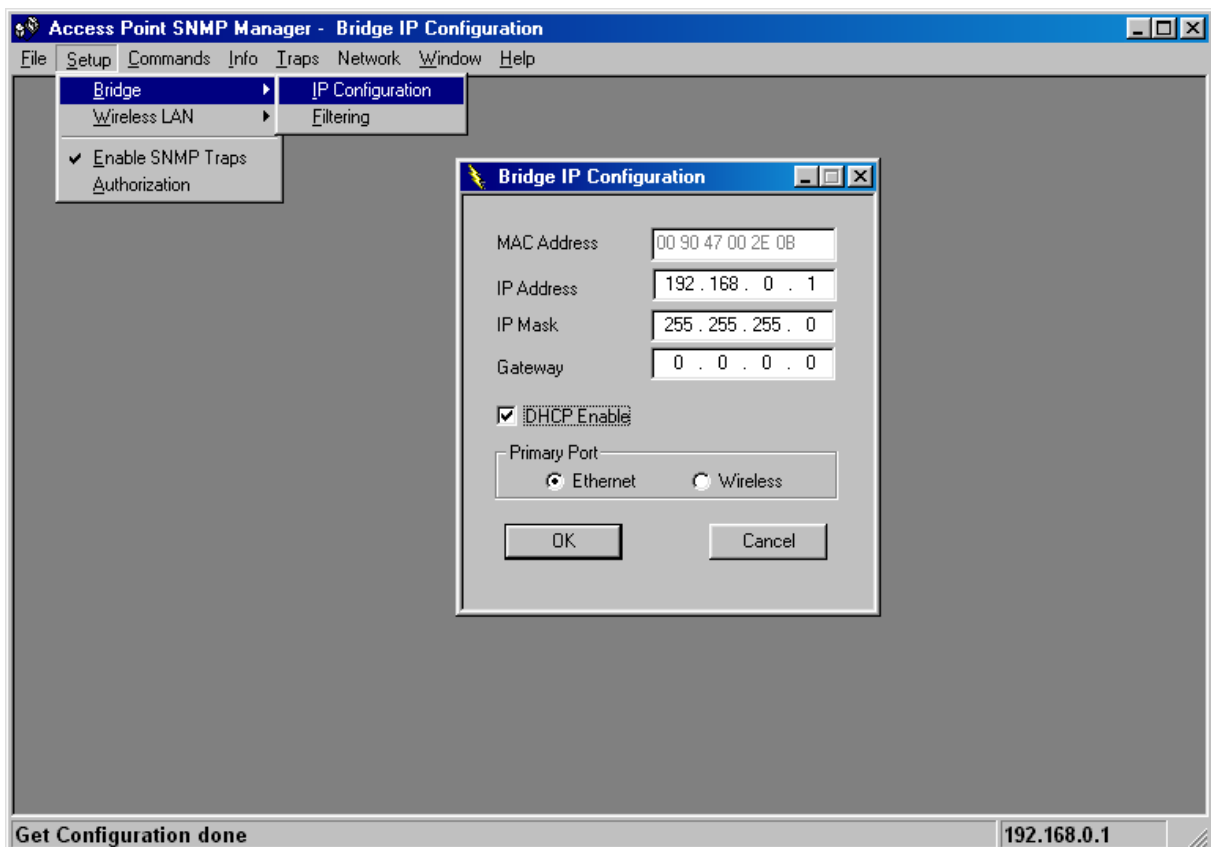 Access Point SNMP Manager - Bridge IP Configuration
File Setup Commands Info Traps Network Window Help
Bridge
IP Configuration
Wireless LAN
Filtering
Enable SNMP Traps
Authorization
Bridge IP Configuration
MAC Address 00 90 47 00 2E 0B
IP Address 192 . 168 . 0 . 1
IP Mask 255 . 255 . 255 . 0
Gateway 0 . 0 . 0 . 0
DHCP Enable
Primary Port
Ethernet Wireless
OK Cancel
Get Configuration done 192.168.0.1